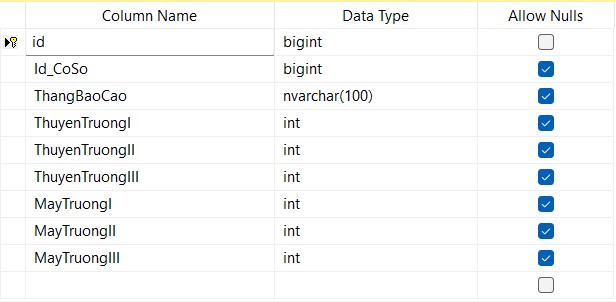 Column Name Data Type Allow Nulls
id bigint
Id_CoSo bigint
ThangBaoCao nvarchar(100)
ThuyenTruongI int
ThuyenTruongII int
ThuyenTruongIII int
MayTruongI int
MayTruongII int
MayTruongIII int